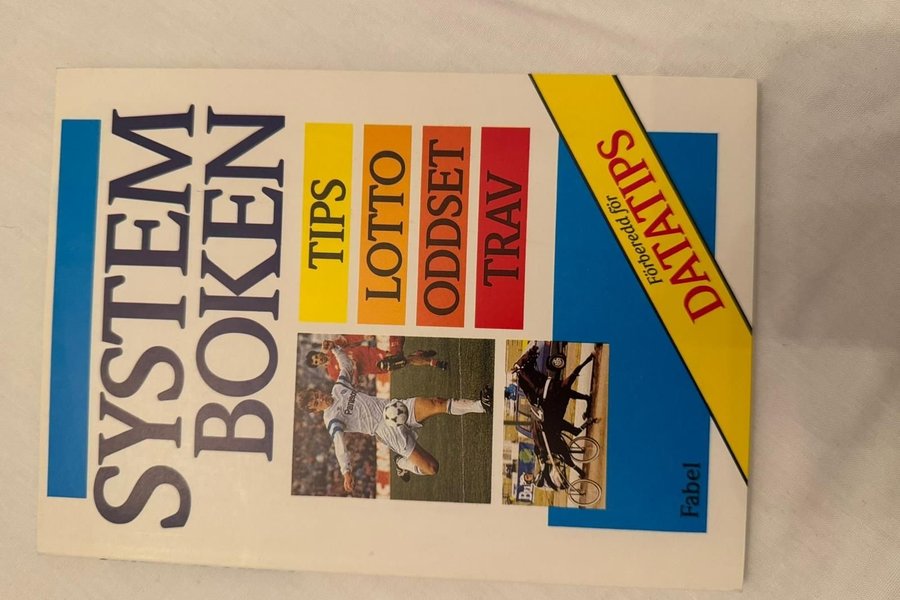 SYSTEM
BOKEN
TIPS
LOTTO
ODDSET
TRAV
Förberedd för
DATATIPS
Fabel